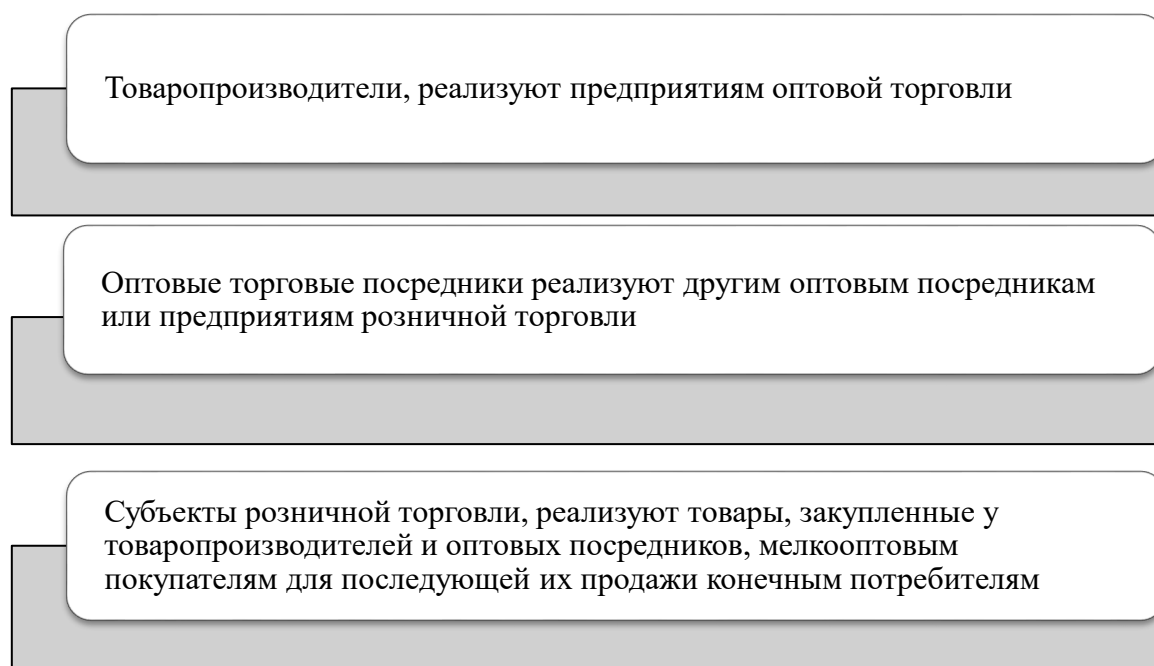 Товаропроизводители, реализуют предприятиям оптовой торговли
Оптовые торговые посредники реализуют другим оптовым посредникам
или предприятиям розничной торговли
Субъекты розничной торговли, реализуют товары, закупленные у
товаропроизводителей и оптовых посредников, мелкооптовым
покупателям для последующей их продажи конечным потребителям